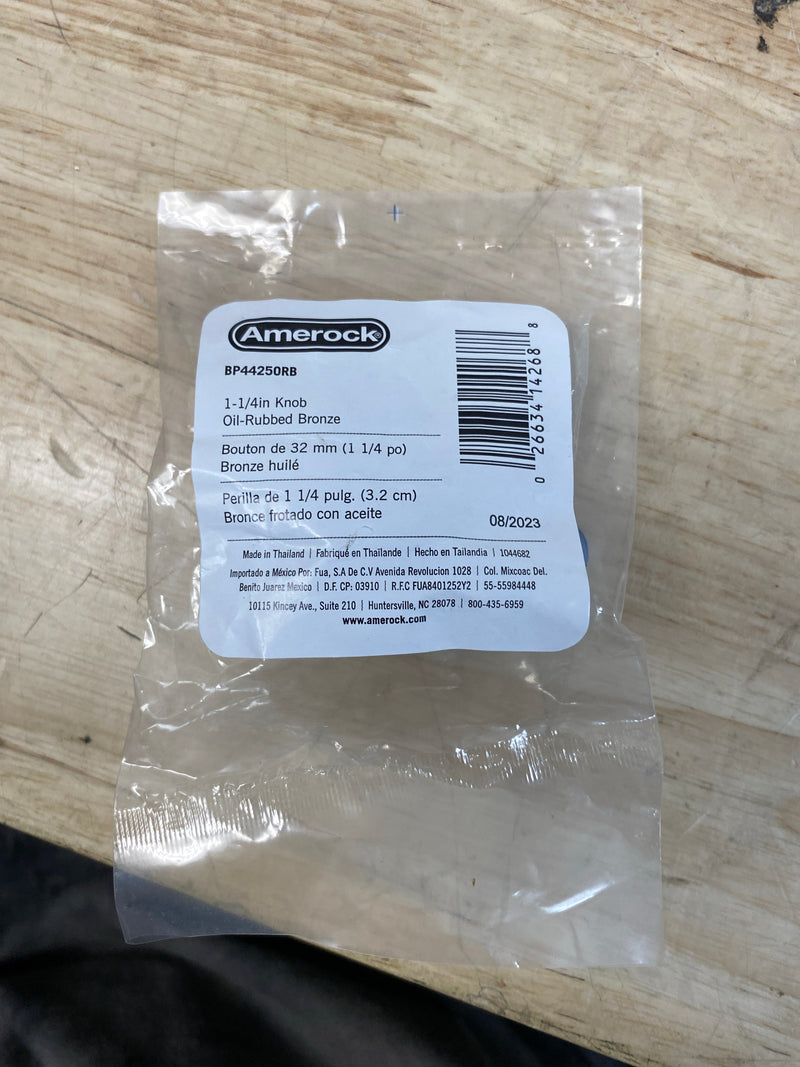 Amerock®
BP44250RB
1-1/4in Knob
Oil-Rubbed Bronze
Bouton de 32 mm (1 1/4 po)
Bronze huilé
Perilla de 1 1/4 pulg. (3.2 cm)
Bronce frotado con aceite
0 26634 14268 8
08/2023
Made in Thailand | Fabriqué en Thailande | Hecho en Tailandia | 1044682
Importado a México Por: Fua, S.A De C.V Avenida Revolucion 1028 | Col. Mixcoac Del.
Benito Juarez Mexico | D.F. CP: 03910 | R.F.C FUA8401252Y2 | 55-55984448
10115 Kincey Ave., Suite 210 | Huntersville, NC 28078 | 800-435-6959
www.amerock.com